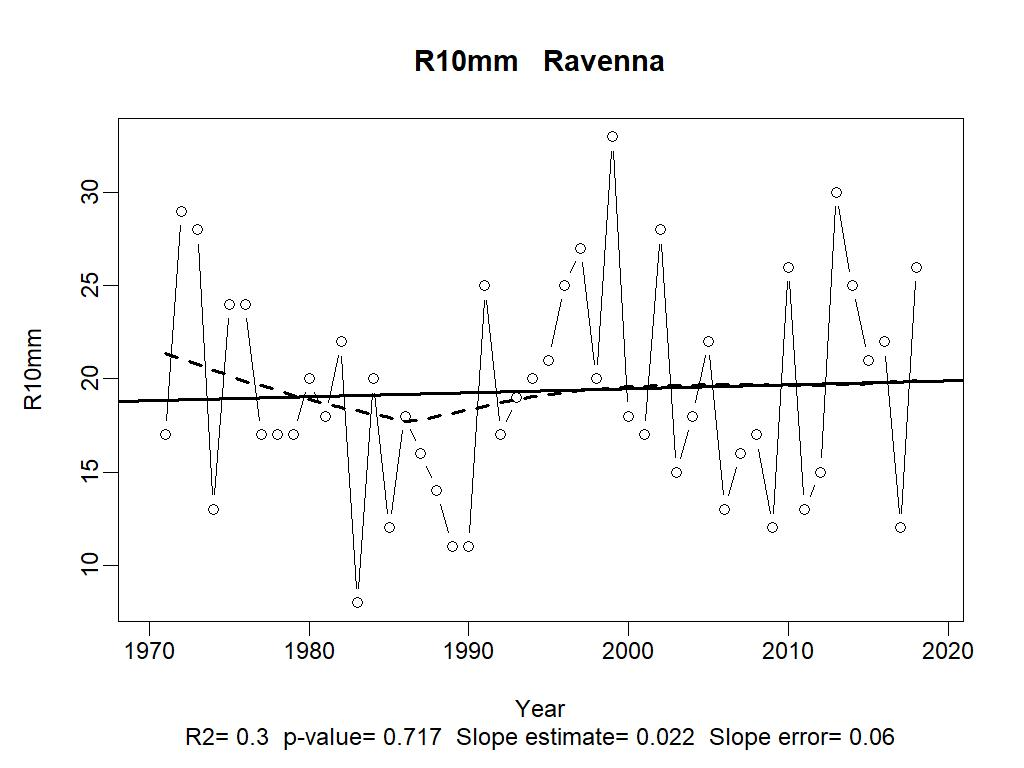 R10mm   Ravenna
30
25
20
15
10
R10mm
1970 1980 1990 2000 2010 2020
Year
R2= 0.3  p-value= 0.717  Slope estimate= 0.022  Slope error= 0.06